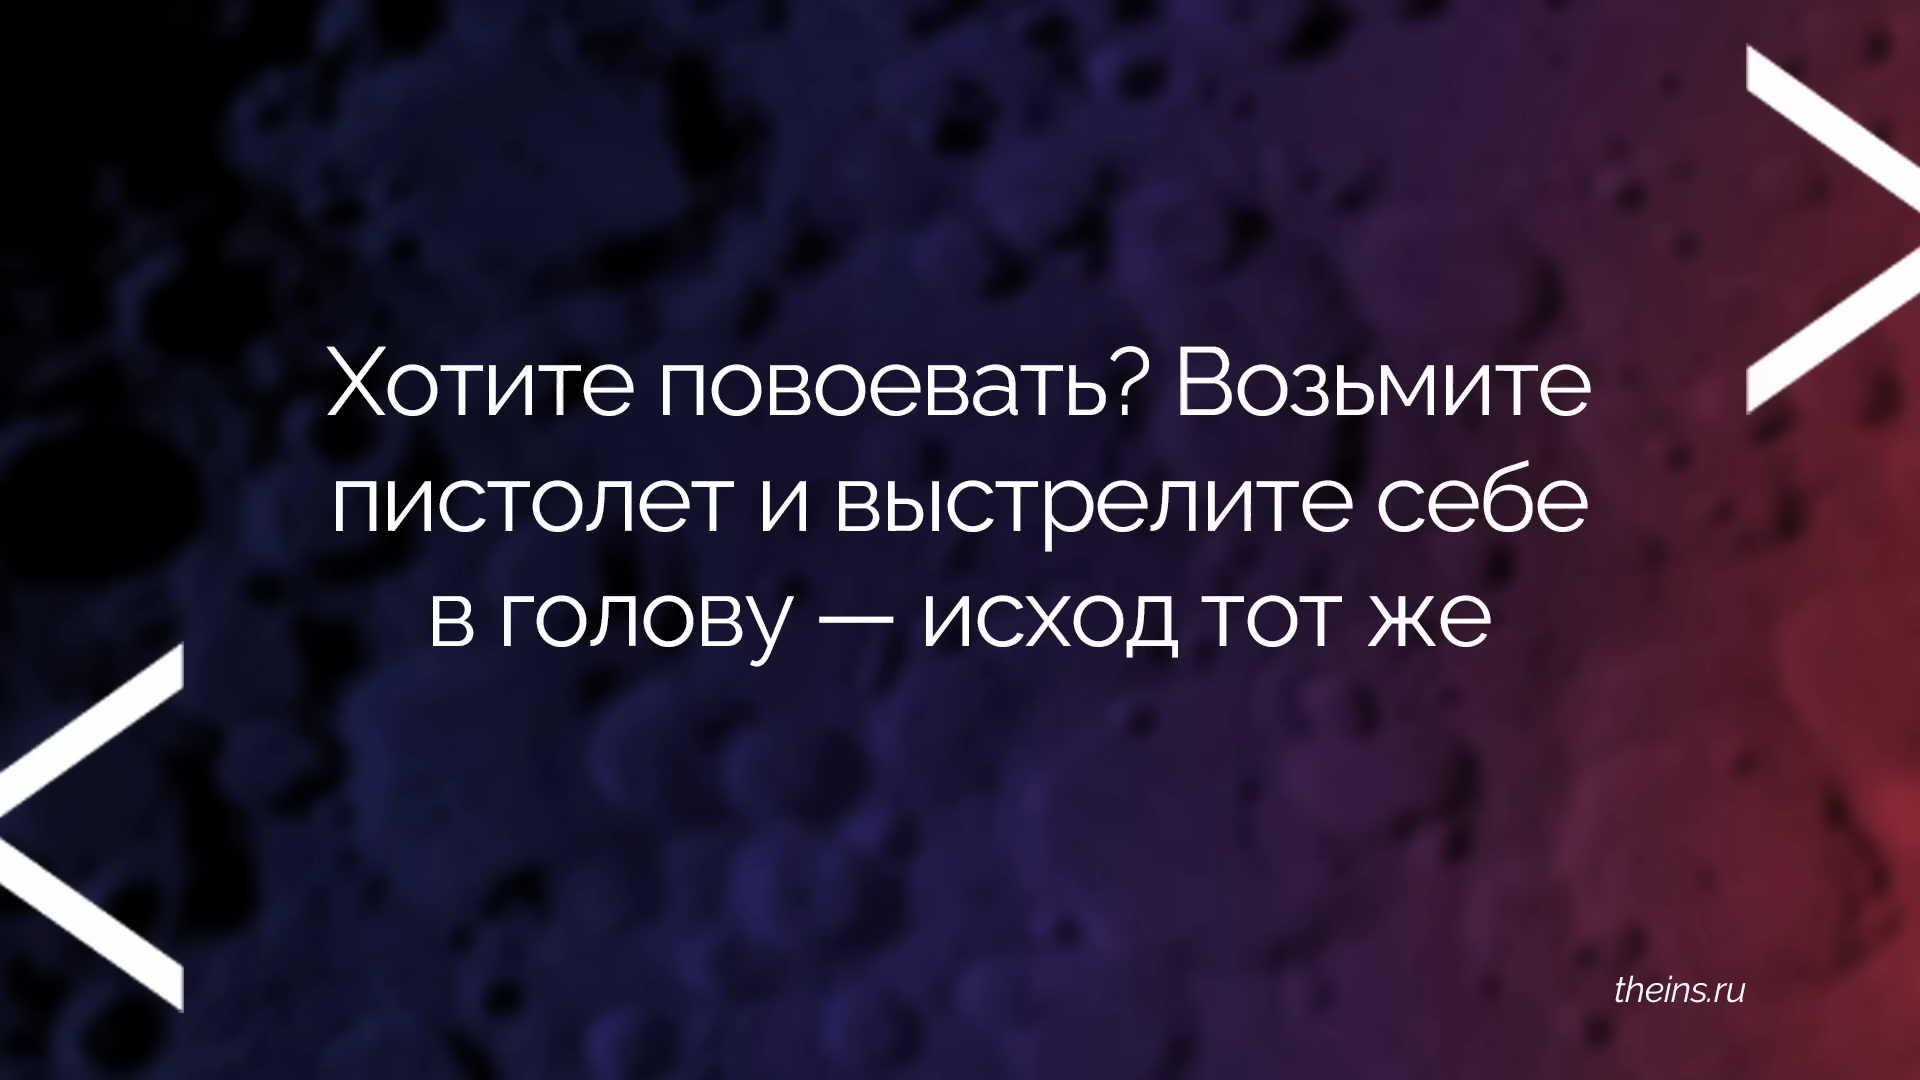 Хотите повоевать? Возьмите
пистолет и выстрелите себе
в голову — исход тот же
theins.ru